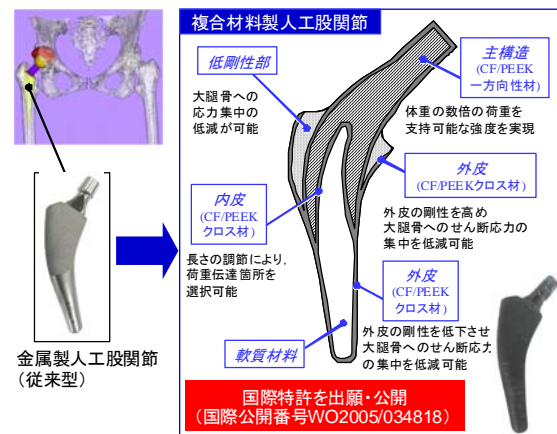 複合材料製人工股関節
低剛性部
大腿骨への
応力集中の
低減が可能
主構造
(CF/PEEK
一方向性材)
体重の数倍の荷重を
支持可能な強度を実現
外皮
(CF/PEEKクロス材)
外皮の剛性を高め
大腿骨へのせん断応力の
集中を低減可能
内皮
(CF/PEEK
クロス材)
長さの調節により,
荷重伝達箇所を
選択可能
外皮
(CF/PEEK
クロス材)
外皮の剛性を低下させ
大腿骨へのせん断応力
の集中を低減可能
軟質材料
金属製人工股関節
（従来型）
国際特許を出願・公開
（国際公開番号WO2005/034818）